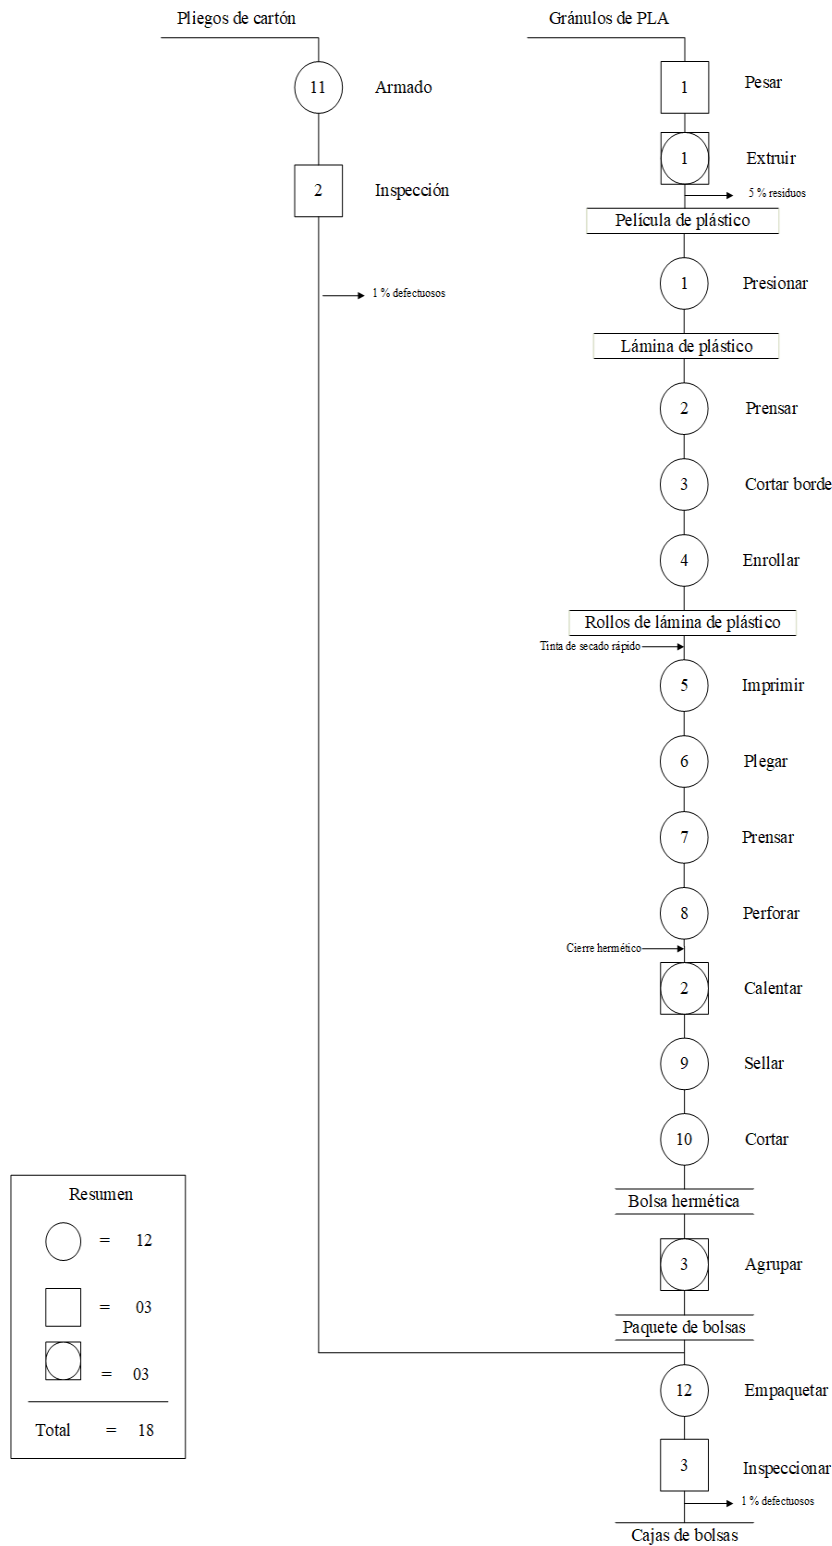 Pliegos de cartón
Gránulos de PLA
11
Armado
1
Pesar
1
Extruir
5 % residuos
2
Inspección
Película de plástico
1
Presionar
1 % defectuosos
Lámina de plástico
2
Prensar
3
Cortar borde
4
Enrollar
Rollos de lámina de plástico
Tinta de secado rápido
5
Imprimir
6
Plegar
7
Prensar
8
Perforar
Cierre hermético
2
Calentar
9
Sellar
10
Cortar
Bolsa hermética
3
Agrupar
Paquete de bolsas
12
Empaquetar
3
Inspeccionar
1 % defectuosos
Cajas de bolsas
Resumen
= 12
= 03
= 03
Total = 18